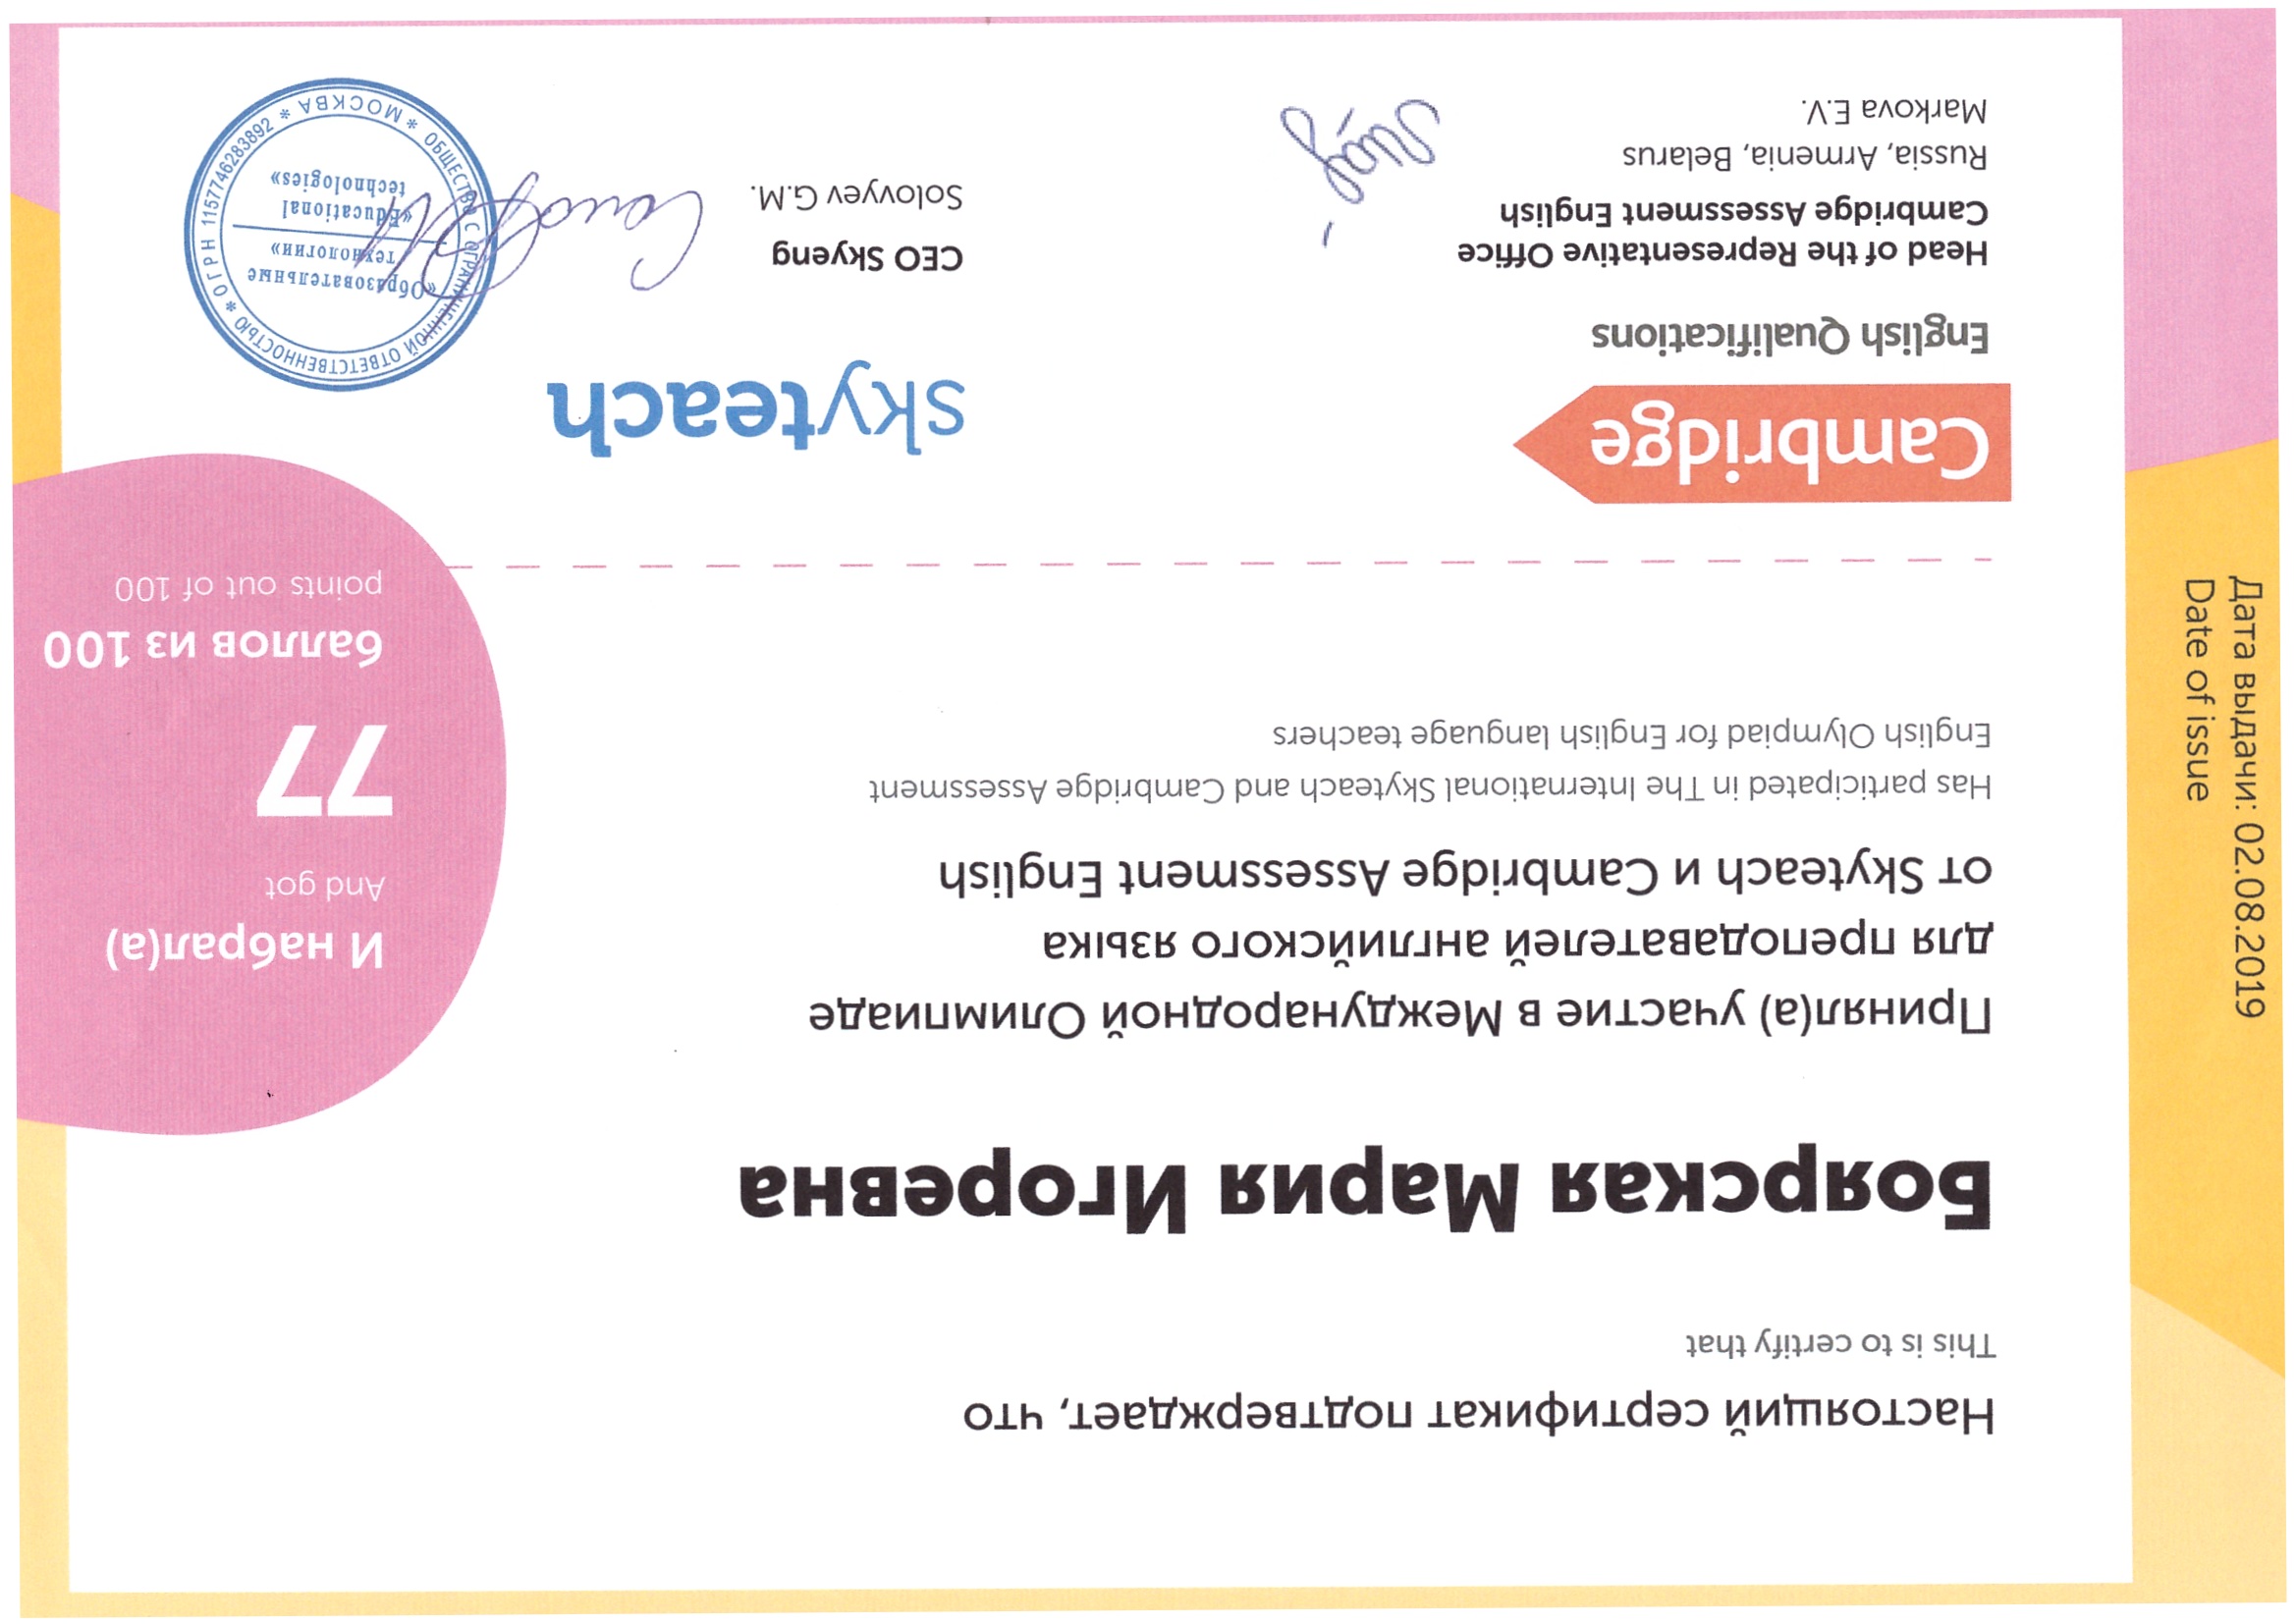 Настоящий сертификат подтверждает, что
This is to certify that
Боярская Мария Игоревна
Принял(а) участие в Международной Олимпиаде
для преподавателей английского языка
от Skyteach и Cambridge Assessment English
Has participated in The International Skyteach and Cambridge Assessment
English Olympiad for English language teachers
И набрал(а)
And got
77
баллов из 100
points out of 100
Дата выдачи: 02.08.2019
Date of issue
Cambridge
English Qualifications
Head of the Representative Office
Cambridge Assessment English
Russia, Armenia, Belarus
Markova E.V.
skyteach
CEO Skyeng
Solovyev G.M.
ОБЩЕСТВО С ОГРАНИЧЕННОЙ ОТВЕТСТВЕННОСТЬЮ * ОГРН 1157746283892 * МОСКВА *
«Образовательные
технологии»
«Educational
technologies»